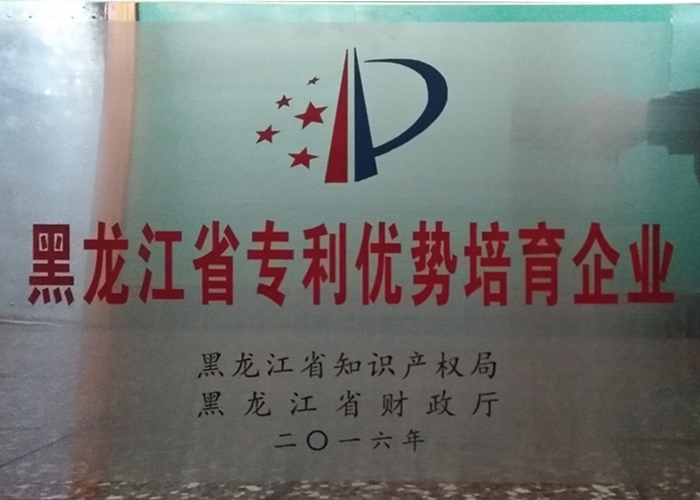 黑龙江省专利优势培育企业
黑龙江省知识产权局
黑龙江省财政厅
二〇一六年